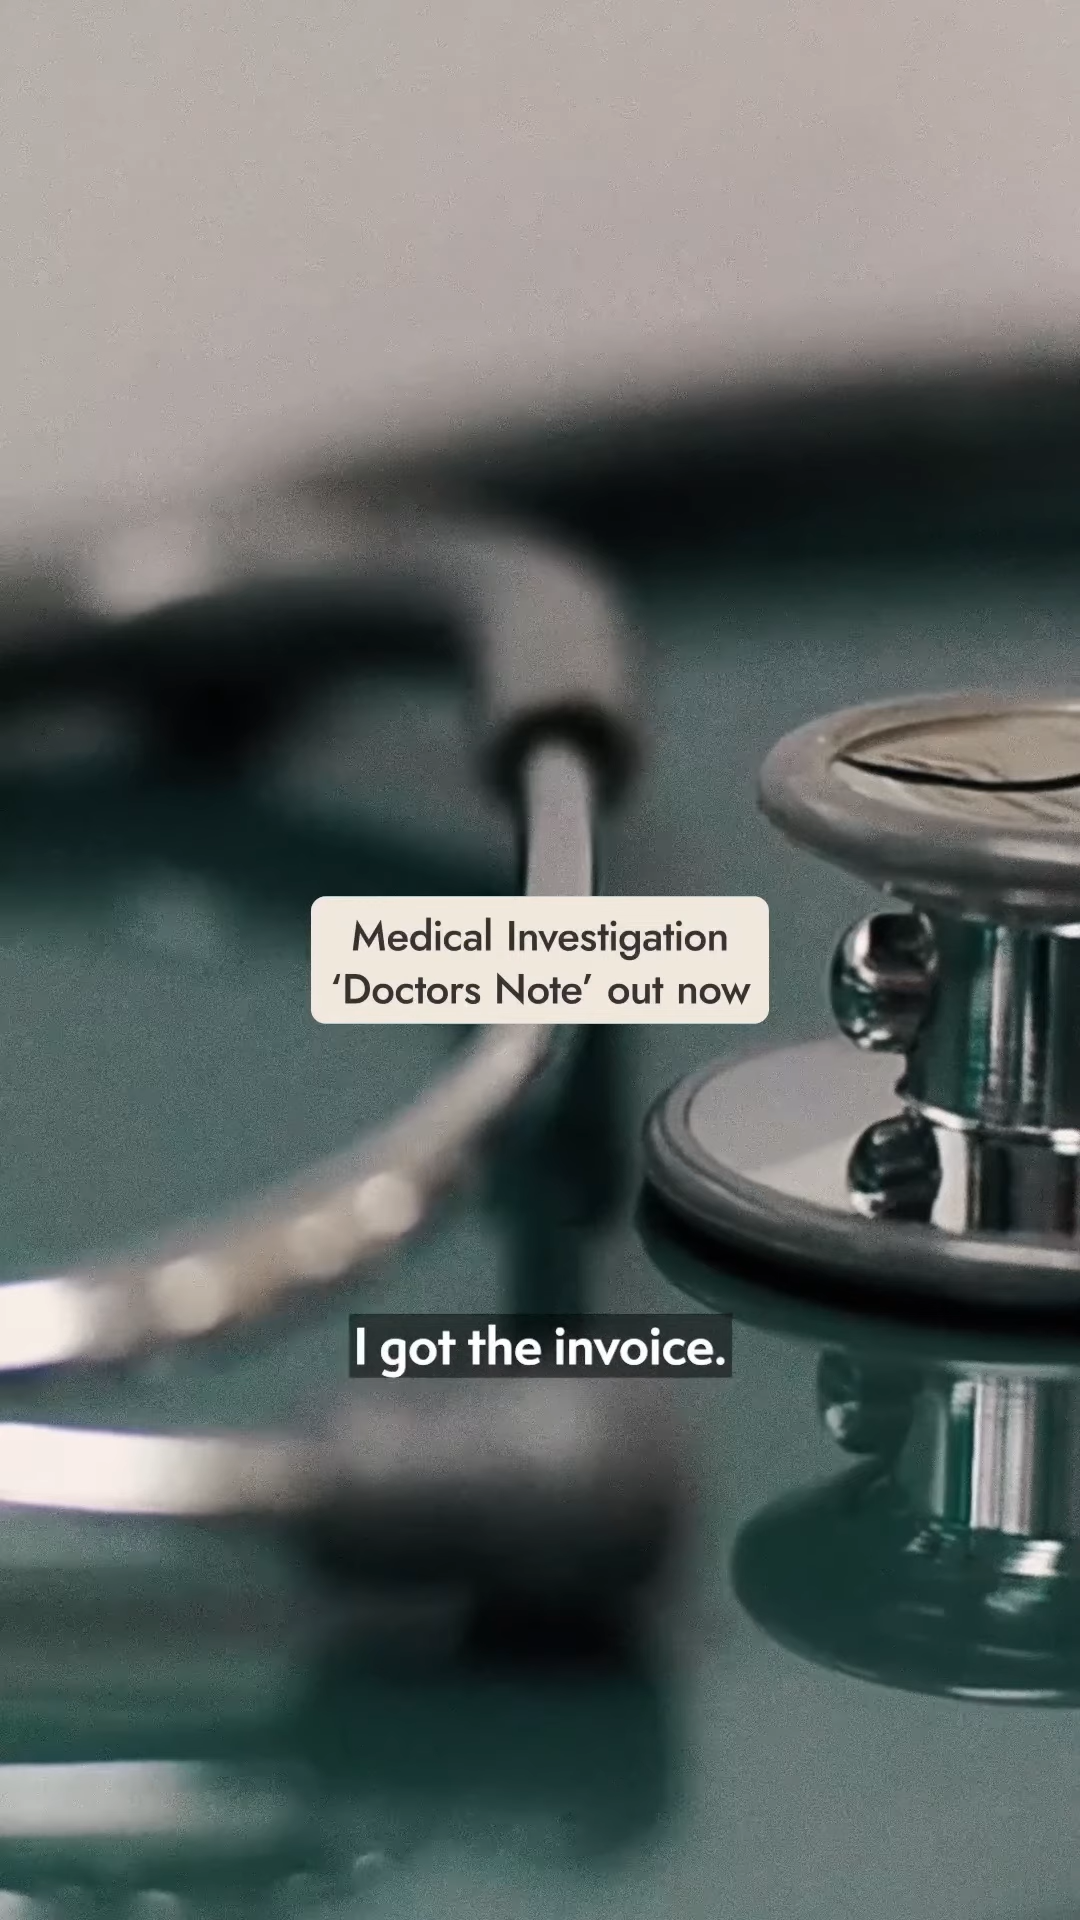 Medical Investigation
‘Doctors Note’ out now
I got the invoice.